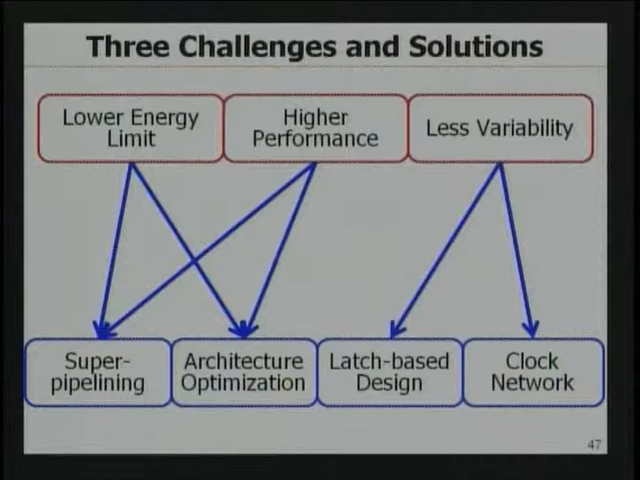 Three Challenges and Solutions
Lower Energy
Limit
Higher
Performance
Less Variability
Super-
pipelining
Architecture
Optimization
Latch-based
Design
Clock
Network
47